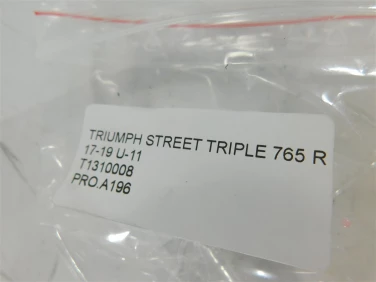 TRIUMPH STREET TRIPLE 765 R
17-19 U-11
T1310008
PRO.A196